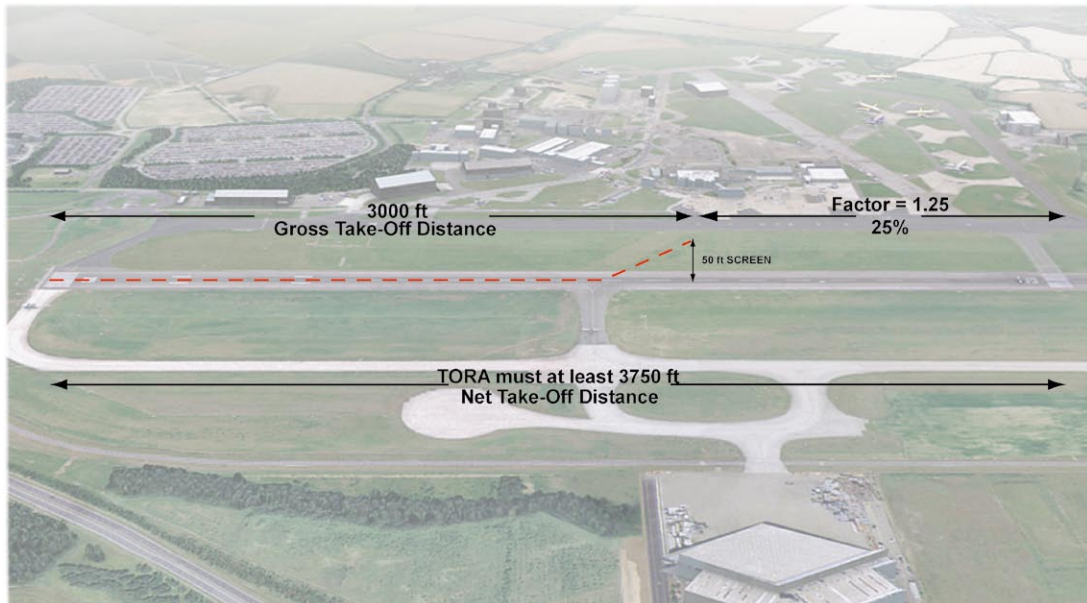 3000 ft
Gross Take-Off Distance
Factor = 1.25
25%
50 ft SCREEN
TORA must at least 3750 ft
Net Take-Off Distance